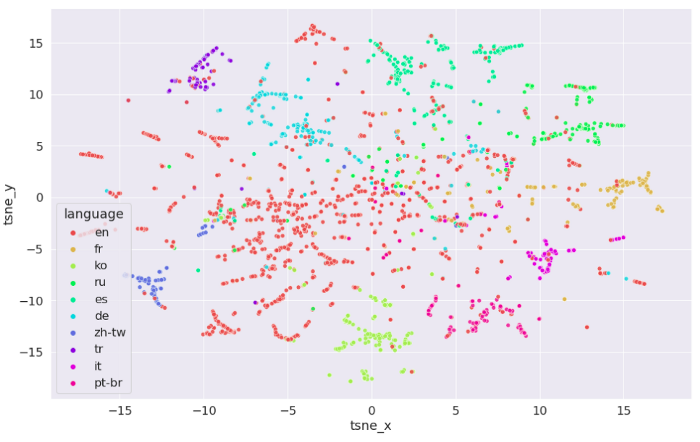 15
10
5
0
−5
−10
−15
tsne_y
language
en
fr
ko
ru
es
de
zh-tw
tr
it
pt-br
−15
−10
−5
0
5
10
15
tsne_x